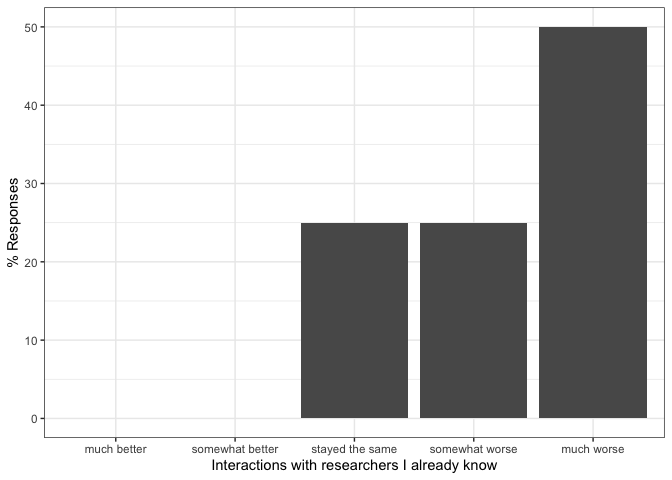 50
40
30
20
10
0
% Responses
much better somewhat better stayed the same somewhat worse much worse
Interactions with researchers I already know